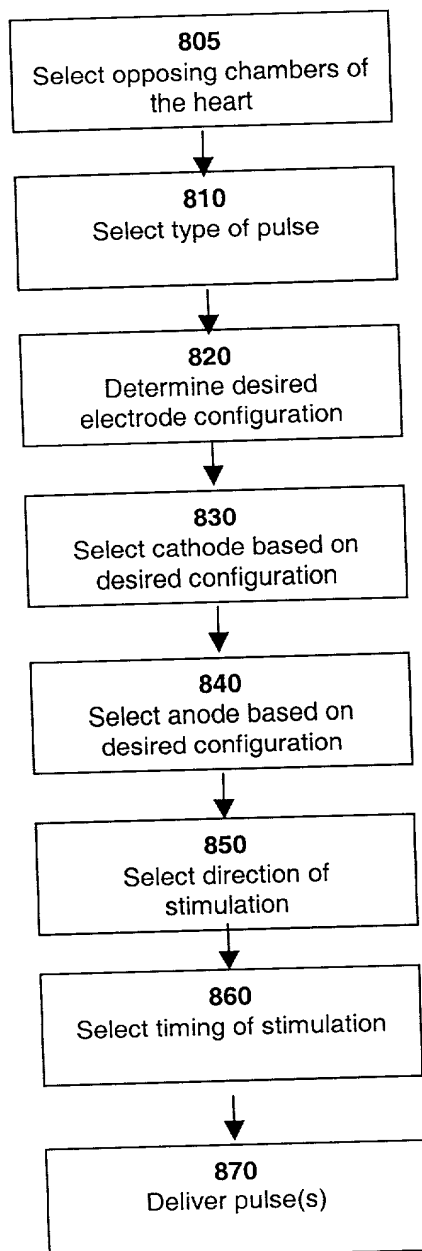 805
Select opposing chambers of
the heart
810
Select type of pulse
820
Determine desired
electrode configuration
830
Select cathode based on
desired configuration
840
Select anode based on
desired configuration
850
Select direction of
stimulation
860
Select timing of stimulation
870
Deliver pulse(s)